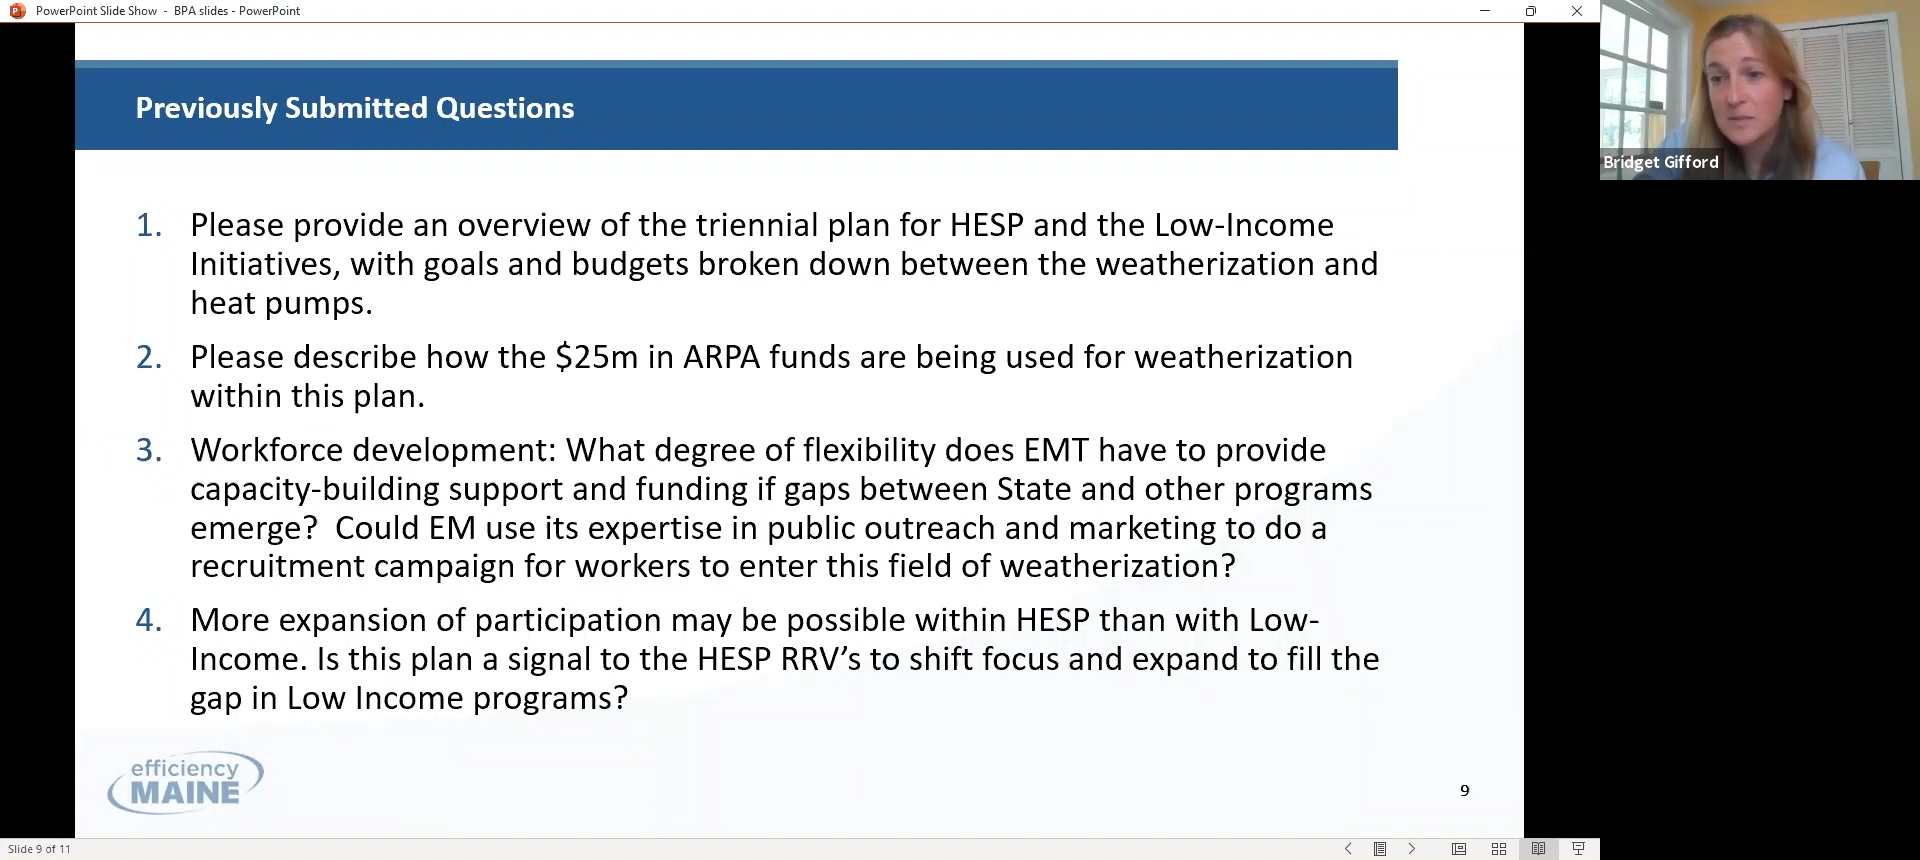 PowerPoint Slide Show - BPA slides - PowerPoint
Previously Submitted Questions
1. Please provide an overview of the triennial plan for HESP and the Low-Income
Initiatives, with goals and budgets broken down between the weatherization and
heat pumps.
2. Please describe how the $25m in ARPA funds are being used for weatherization
within this plan.
3. Workforce development: What degree of flexibility does EMT have to provide
capacity-building support and funding if gaps between State and other programs
emerge?  Could EM use its expertise in public outreach and marketing to do a
recruitment campaign for workers to enter this field of weatherization?
4. More expansion of participation may be possible within HESP than with Low-
Income. Is this plan a signal to the HESP RRV’s to shift focus and expand to fill the
gap in Low Income programs?
efficiency
MAINE
9
Slide 9 of 11
Bridget Gifford